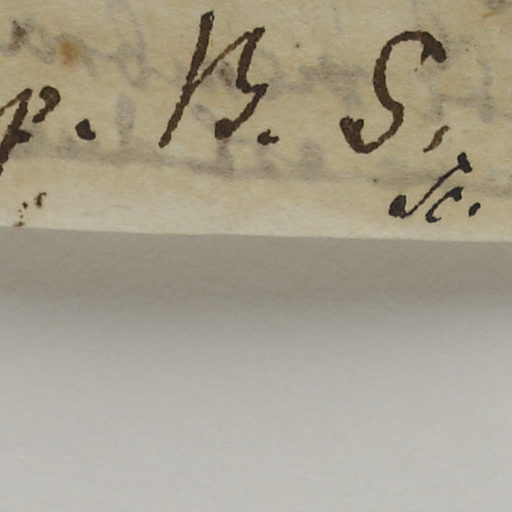 p. B. S,
Sc.